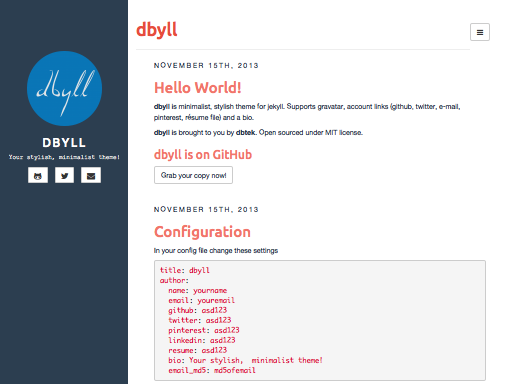 dbyll
DBYLL
Your stylish, minimalist theme!
dbyll
NOVEMBER 15TH, 2013
Hello World!
dbyll is minimalist, stylish theme for jekyll. Supports gravatar, account links (github, twitter, e-mail,
pinterest, résume file) and a bio.
dbyll is brought to you by dbtek. Open sourced under MIT license.
dbyll is on GitHub
Grab your copy now!
NOVEMBER 15TH, 2013
Configuration
In your config file change these settings
title: dbyll
author:
  name: yourname
  email: youremail
  github: asd123
  twitter: asd123
  pinterest: asd123
  linkedin: asd123
  resume: asd123
  bio: Your stylish,  minimalist theme!
  email_md5: md5ofemail